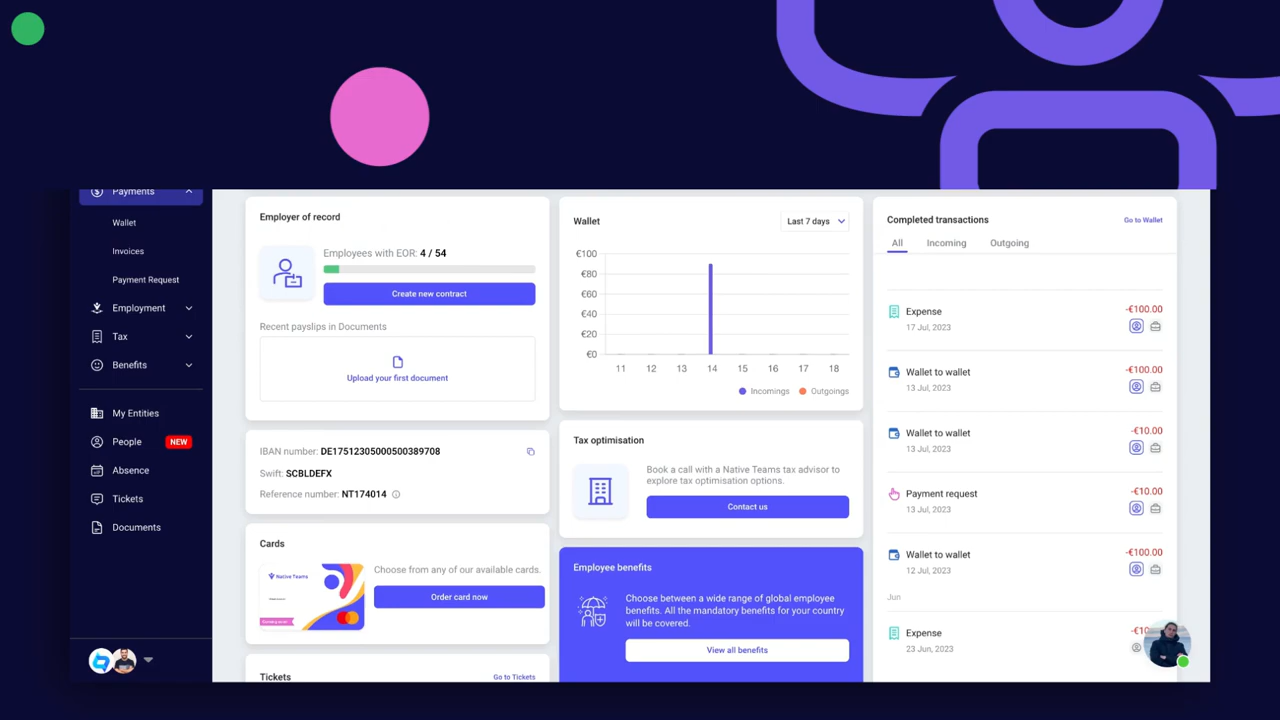 Payments
Wallet
Invoices
Payment Request
Employment
Tax
Benefits
My Entities
People NEW
Absence
Tickets
Documents
Employer of record
Employees with EOR: 4 / 54
Create new contract
Recent payslips in Documents
Upload your first document
IBAN number: DE17512305000500389708
Swift: SCBLDEFX
Reference number: NT174014
Cards
Native Teams
Choose from any of our available cards.
Order card now
Tickets Go to Tickets
Wallet Last 7 days
€100
€80
€60
€40
€20
€0
11 12 13 14 15 16 17 18
Incomings Outgoings
Tax optimisation
Book a call with a Native Teams tax advisor to
explore tax optimisation options.
Contact us
Employee benefits
Choose between a wide range of global employee
benefits. All the mandatory benefits for your country
will be covered.
View all benefits
Completed transactions Go to Wallet
All Incoming Outgoing
Expense -€100.00
17 Jul, 2023
Wallet to wallet -€100.00
13 Jul, 2023
Wallet to wallet -€10.00
13 Jul, 2023
Payment request -€10.00
13 Jul, 2023
Wallet to wallet -€100.00
12 Jul, 2023
Jun
Expense -€10
23 Jun, 2023